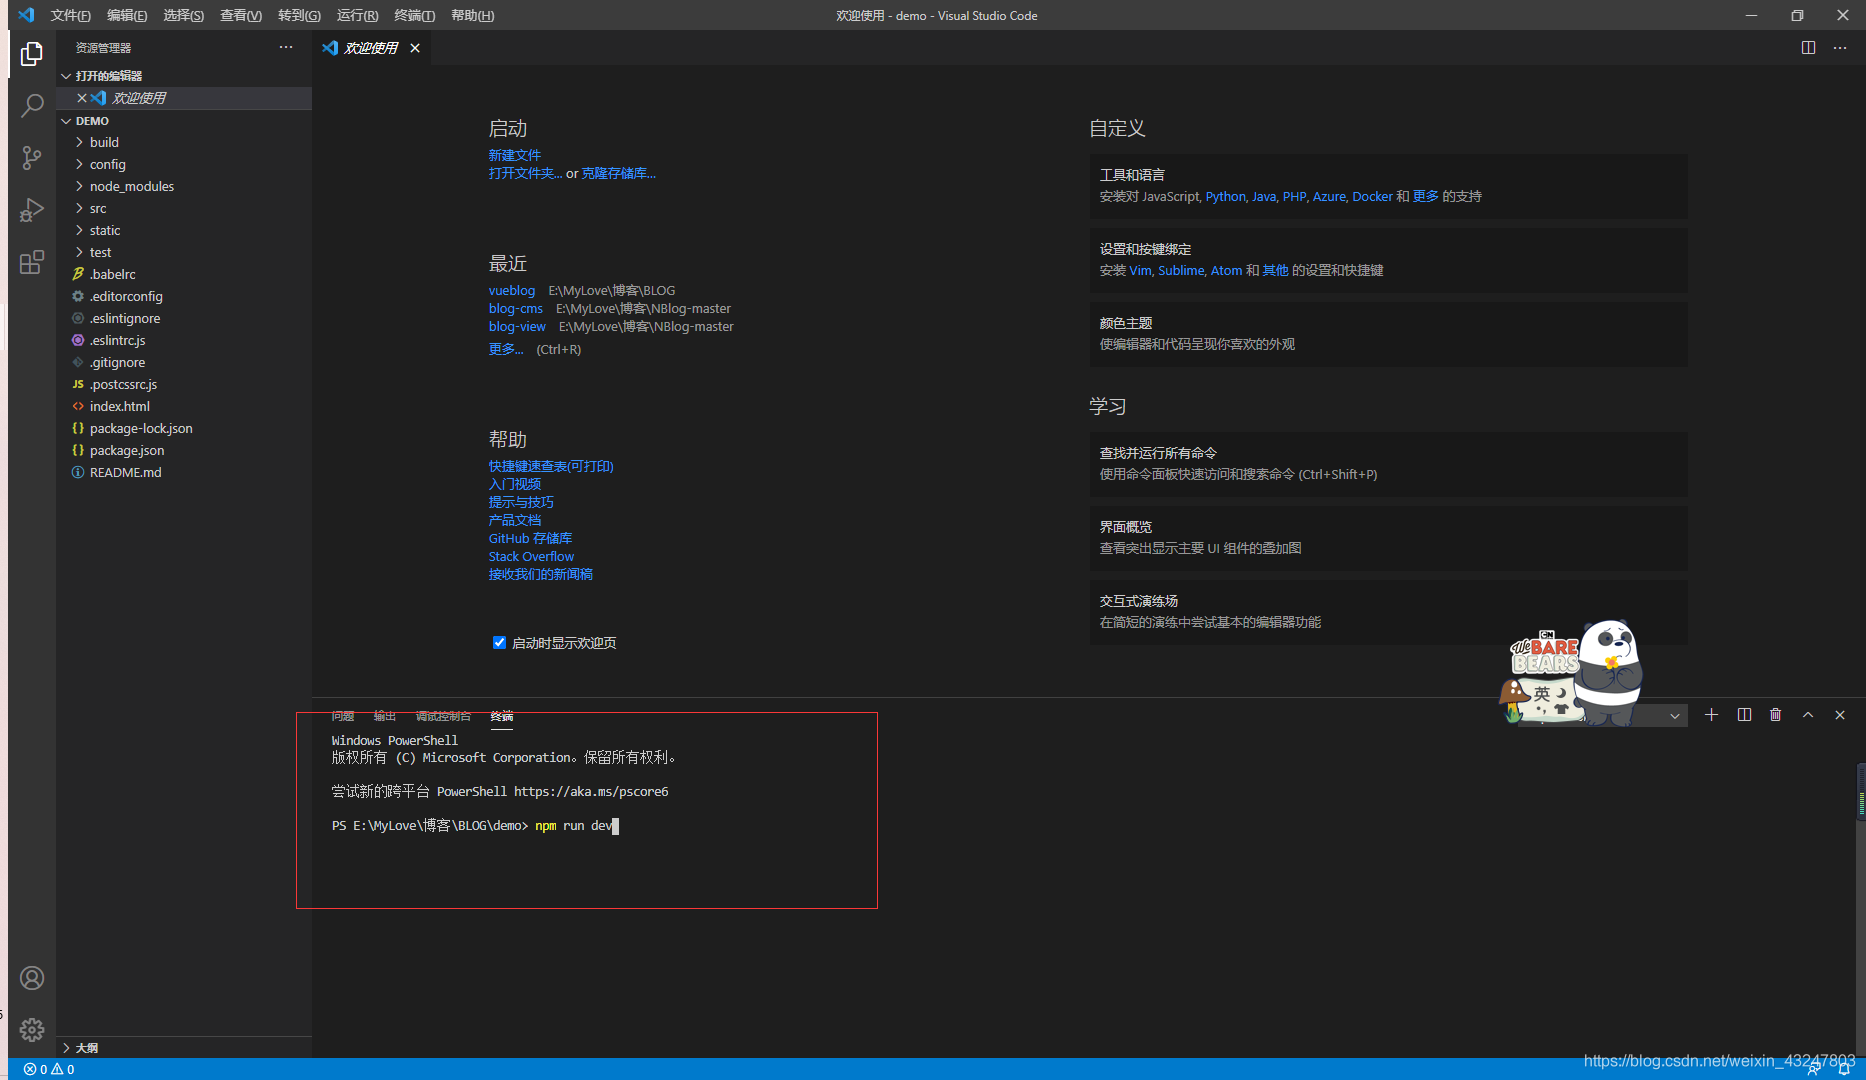 文件(F) 编辑(E) 选择(S) 查看(V) 转到(G) 运行(R) 终端(T) 帮助(H) 欢迎使用 - demo - Visual Studio Code
资源管理器
欢迎使用
打开的编辑器
欢迎使用
DEMO
build
config
node_modules
src
static
test
.babelrc
.editorconfig
.eslintignore
.eslintrc.js
.gitignore
JS .postcssrc.js
index.html
package-lock.json
package.json
README.md
大纲
启动
新建文件
打开文件夹... or 克隆存储库...
最近
vueblog E:\MyLove\博客\BLOG
blog-cms E:\MyLove\博客\NBlog-master
blog-view E:\MyLove\博客\NBlog-master
更多... (Ctrl+R)
帮助
快捷键速查表(可打印)
入门视频
提示与技巧
产品文档
GitHub 存储库
Stack Overflow
接收我们的新闻稿
启动时显示欢迎页
自定义
工具和语言
安装对 JavaScript, Python, Java, PHP, Azure, Docker 和 更多 的支持
设置和按键绑定
安装 Vim, Sublime, Atom 和 其他 的设置和快捷键
颜色主题
使编辑器和代码呈现你喜欢的外观
学习
查找并运行所有命令
使用命令面板快速访问和搜索命令 (Ctrl+Shift+P)
界面概览
查看突出显示主要 UI 组件的叠加图
交互式演练场
在简短的演练中尝试基本的编辑器功能
CN
We BARE
BEARS
英
问题 输出 调试控制台 终端
Windows PowerShell
版权所有 (C) Microsoft Corporation。保留所有权利。
尝试新的跨平台 PowerShell https://aka.ms/pscore6
PS E:\MyLove\博客\BLOG\demo> npm run dev
0 0
https://blog.csdn.net/weixin_43247803